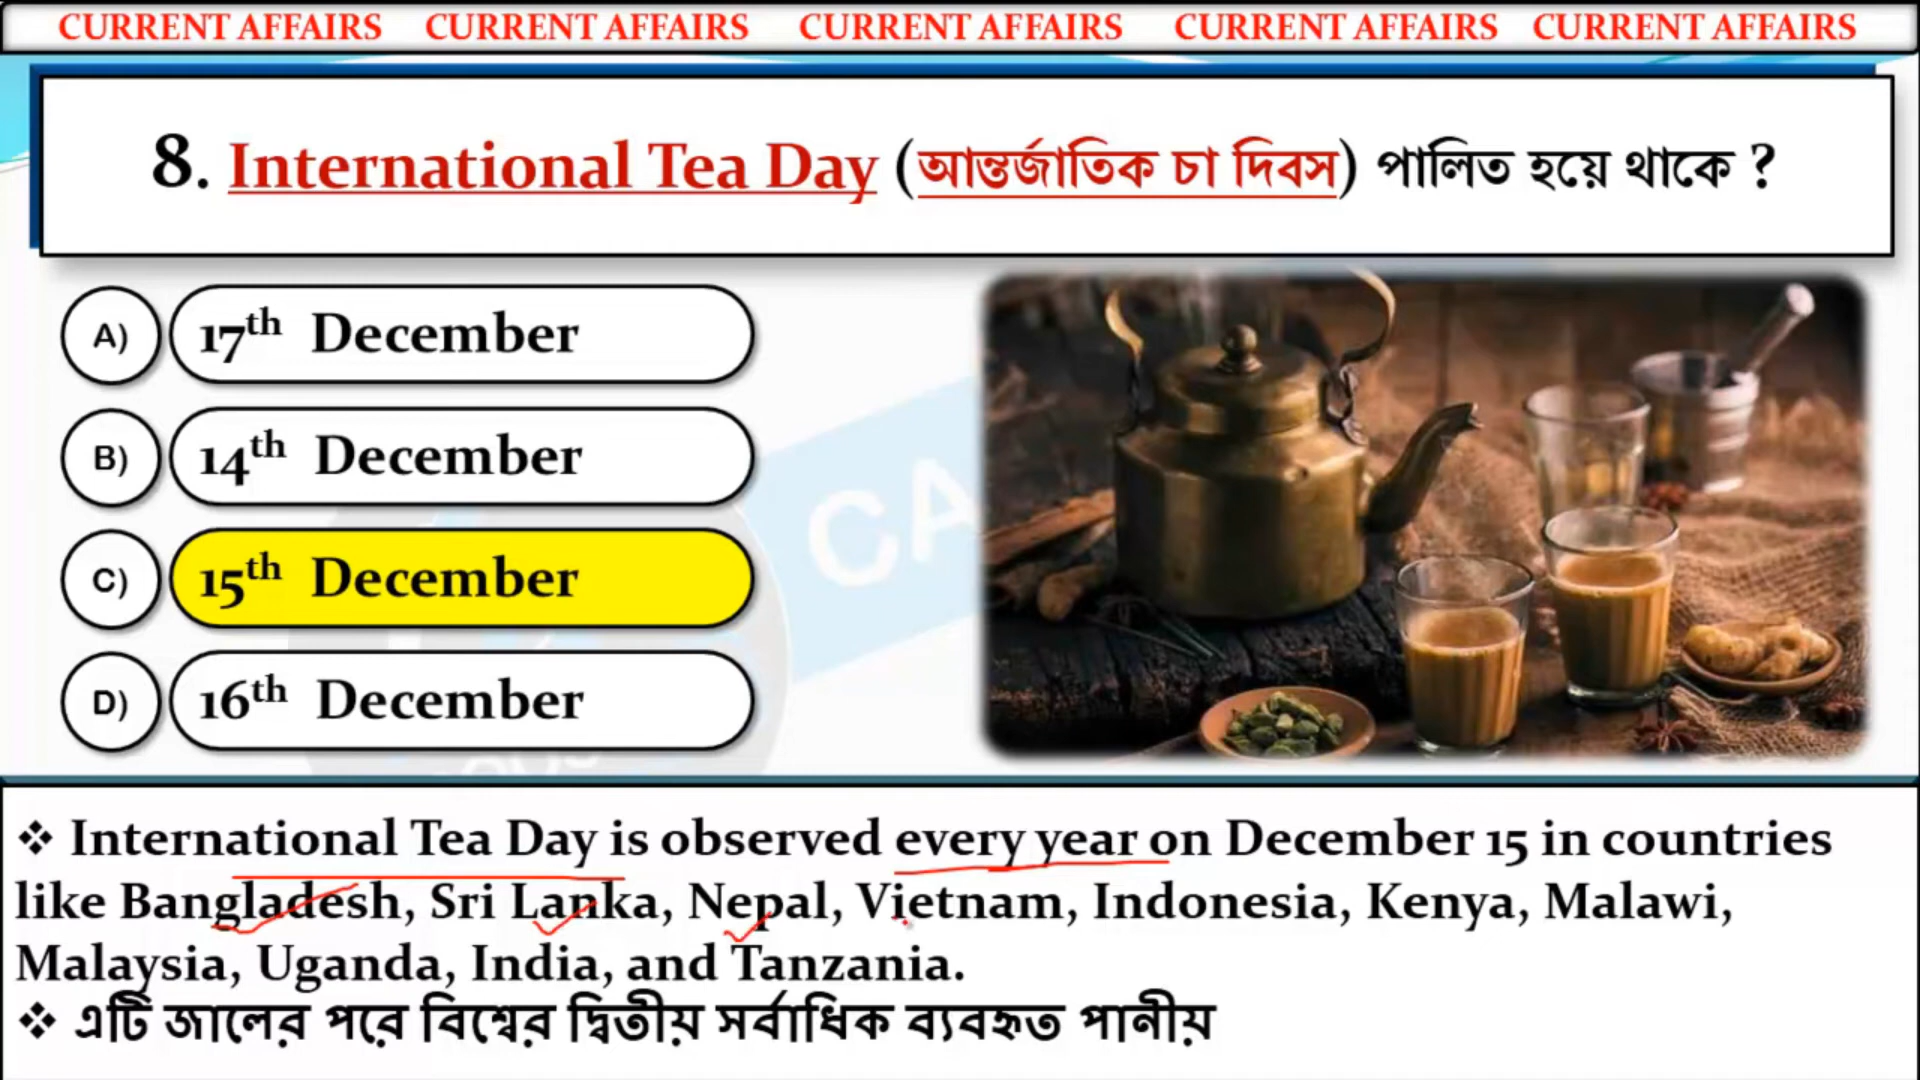 CURRENT AFFAIRS CURRENT AFFAIRS CURRENT AFFAIRS CURRENT AFFAIRS CURRENT AFFAIRS
8. International Tea Day (আন্তর্জাতিক চা দিবস) পালিত হয়ে থাকে ?
A) 17th December
B) 14th December
C) 15th December
D) 16th December
CA
❖ International Tea Day is observed every year on December 15 in countries
like Bangladesh, Sri Lanka, Nepal, Vietnam, Indonesia, Kenya, Malawi,
Malaysia, Uganda, India, and Tanzania.
❖ এটি জালের পরে বিশ্বের দ্বিতীয় সর্বাধিক ব্যবহৃত পানীয়